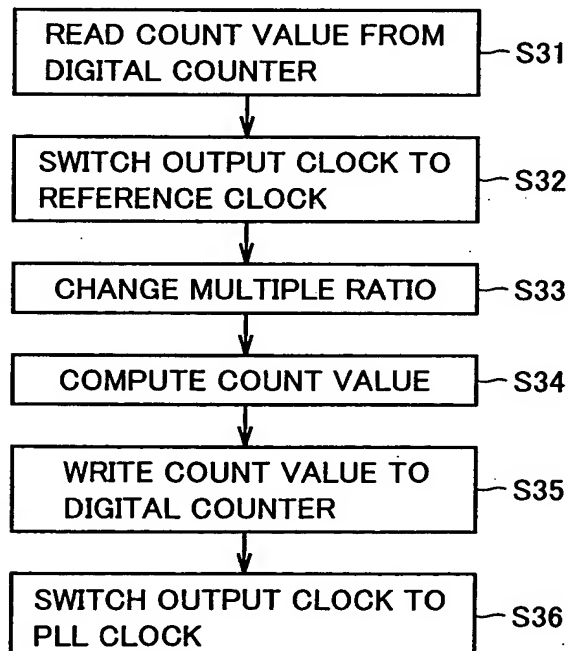 READ COUNT VALUE FROM
DIGITAL COUNTER
S31
SWITCH OUTPUT CLOCK TO
REFERENCE CLOCK
S32
CHANGE MULTIPLE RATIO
S33
COMPUTE COUNT VALUE
S34
WRITE COUNT VALUE TO
DIGITAL COUNTER
S35
SWITCH OUTPUT CLOCK TO
PLL CLOCK
S36